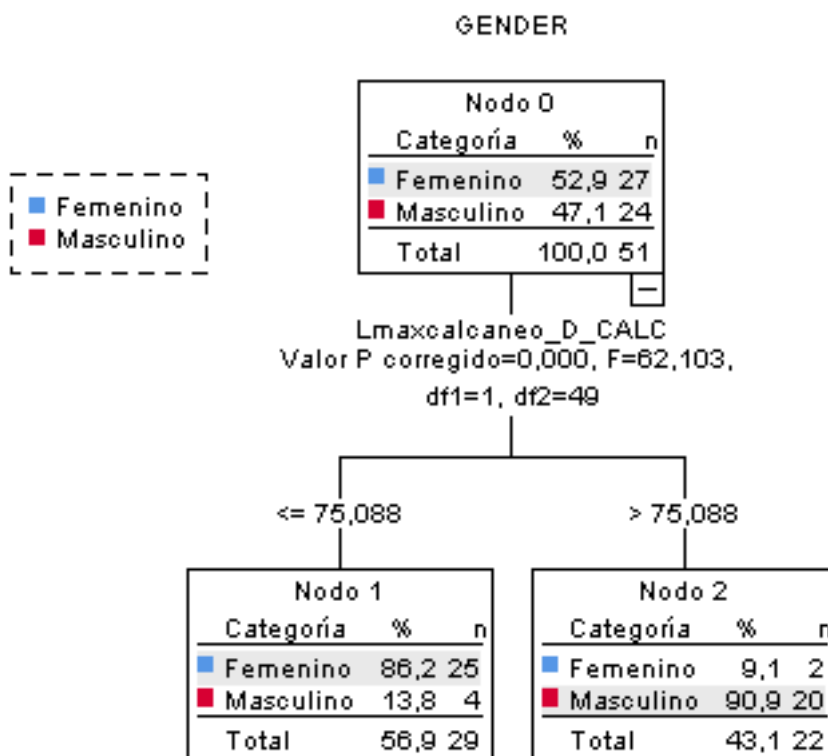 GENDER
Femenino
Masculino
Nodo 0
Categoría % n
Femenino 52,9 27
Masculino 47,1 24
Total 100,0 51
Lmaxcalcaneo_D_CALC
Valor P corregido=0,000, F=62,103,
df1=1, df2=49
<= 75,088
> 75,088
Nodo 1
Categoría % n
Femenino 86,2 25
Masculino 13,8 4
Total 56,9 29
Nodo 2
Categoría % n
Femenino 9,1 2
Masculino 90,9 20
Total 43,1 22